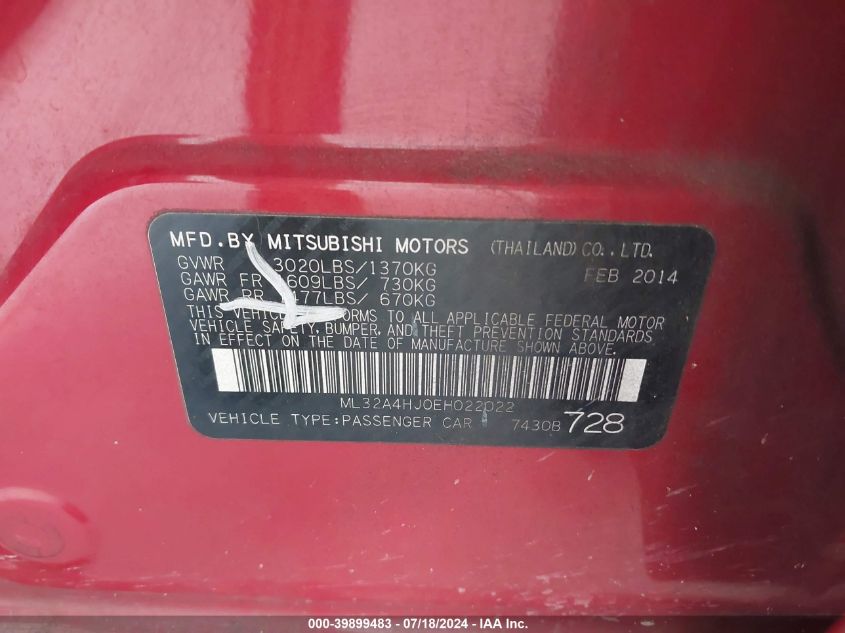 MFD.BY MITSUBISHI MOTORS (THAILAND) CO., LTD.
GVWR 3020LBS/1370KG FEB 2014
GAWR FR 609LBS/ 730KG
GAWR RR 477LBS/ 670KG
THIS VEHICLE CONFORMS TO ALL APPLICABLE FEDERAL MOTOR
VEHICLE SAFETY, BUMPER, AND THEFT PREVENTION STANDARDS
IN EFFECT ON THE DATE OF MANUFACTURE SHOWN ABOVE.
ML32A4HJ0EH022022
VEHICLE TYPE:PASSENGER CAR 7430B 728
000-39899483 - 07/18/2024 - IAA Inc.